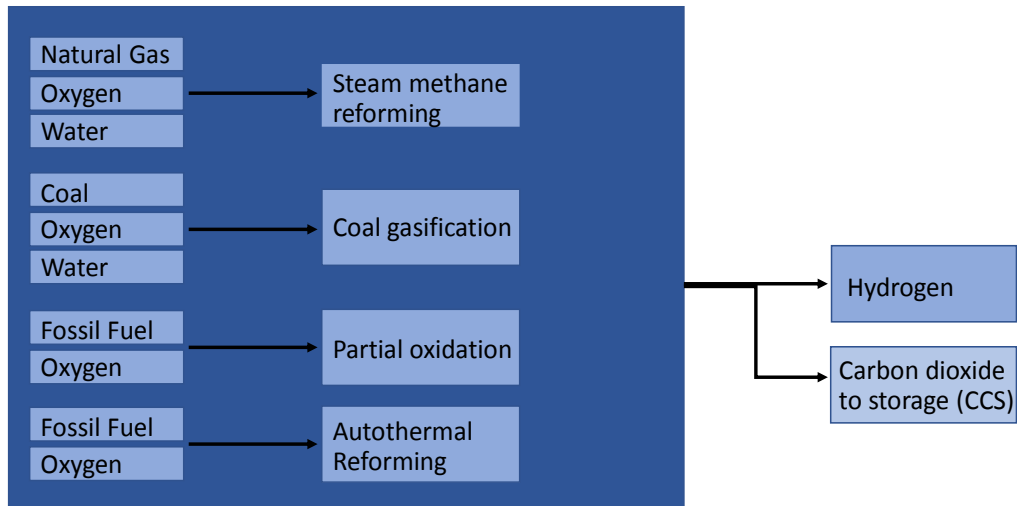 Natural Gas
Oxygen
Water
Steam methane
reforming
Coal
Oxygen
Water
Coal gasification
Fossil Fuel
Oxygen
Partial oxidation
Fossil Fuel
Oxygen
Autothermal
Reforming
Hydrogen
Carbon dioxide
to storage (CCS)